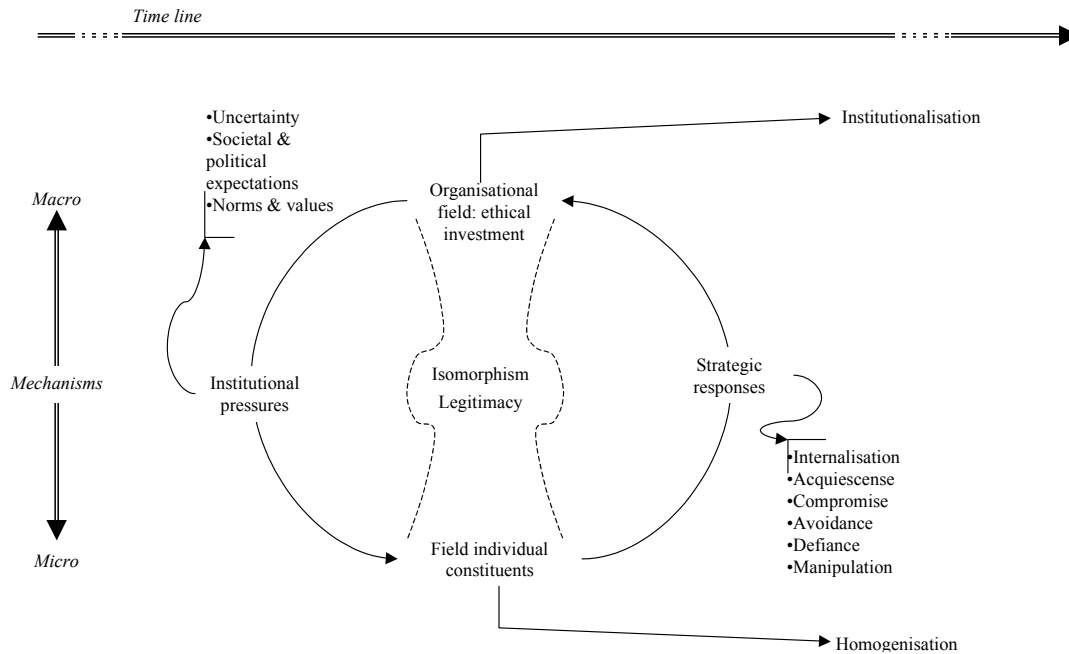 Time line
•Uncertainty
•Societal &
political
expectations
•Norms & values
Institutionalisation
Macro
Organisational
field: ethical
investment
Mechanisms
Institutional
pressures
Isomorphism
Legitimacy
Strategic
responses
•Internalisation
•Acquiescense
•Compromise
•Avoidance
•Defiance
•Manipulation
Micro
Field individual
constituents
Homogenisation